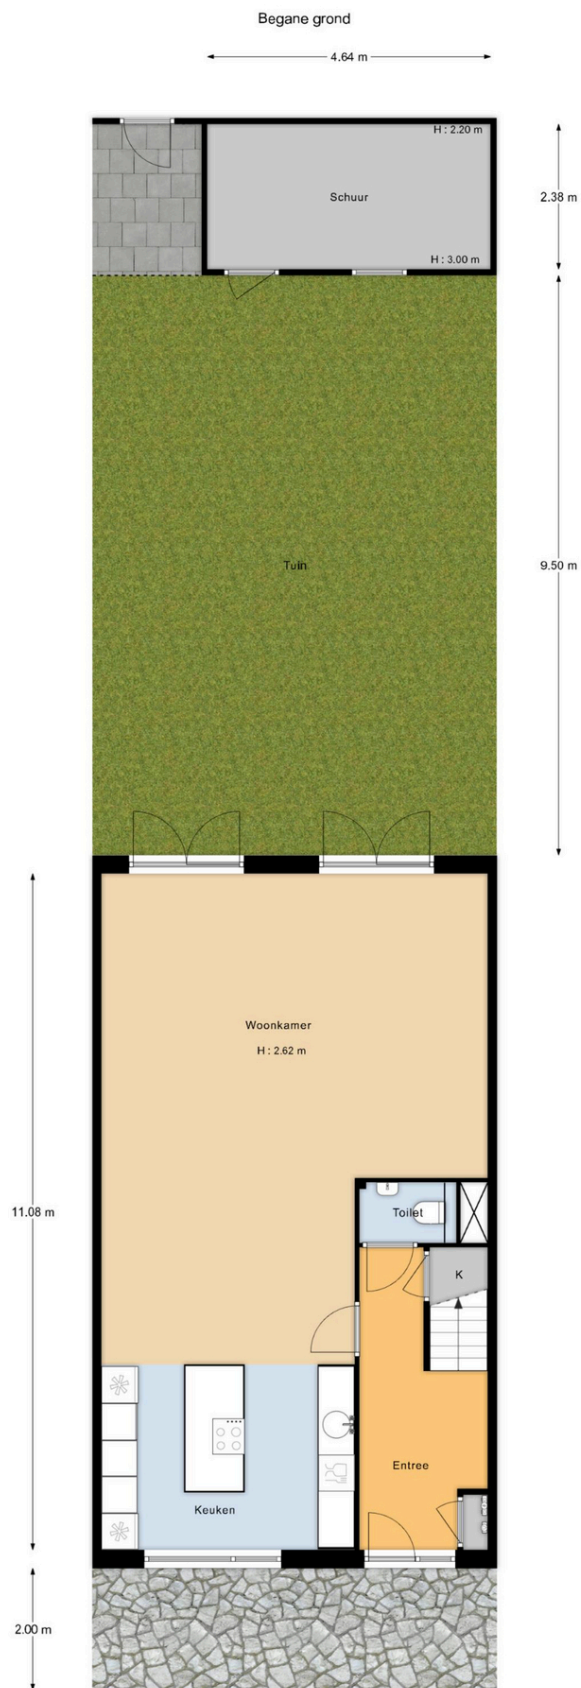 Begane grond
4.64 m
H : 2.20 m
Schuur
2.38 m
H : 3.00 m
Tuin
9.50 m
Woonkamer
H : 2.62 m
11.08 m
Toilet
K
Entree
Keuken
2.00 m